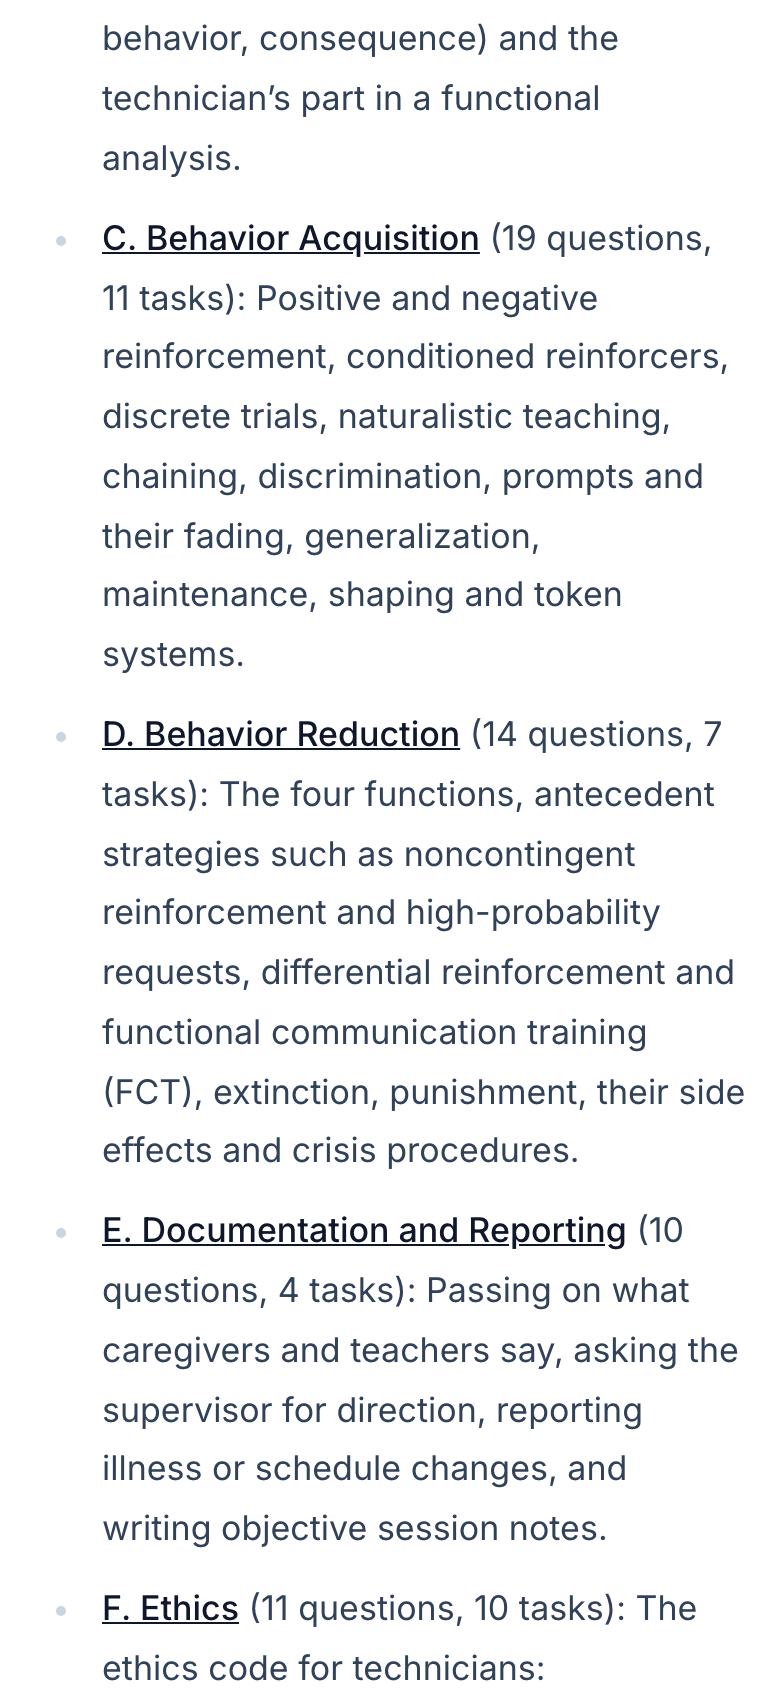 behavior, consequence) and the
technician’s part in a functional
analysis.
C. Behavior Acquisition (19 questions,
11 tasks): Positive and negative
reinforcement, conditioned reinforcers,
discrete trials, naturalistic teaching,
chaining, discrimination, prompts and
their fading, generalization,
maintenance, shaping and token
systems.
D. Behavior Reduction (14 questions, 7
tasks): The four functions, antecedent
strategies such as noncontingent
reinforcement and high-probability
requests, differential reinforcement and
functional communication training
(FCT), extinction, punishment, their side
effects and crisis procedures.
E. Documentation and Reporting (10
questions, 4 tasks): Passing on what
caregivers and teachers say, asking the
supervisor for direction, reporting
illness or schedule changes, and
writing objective session notes.
F. Ethics (11 questions, 10 tasks): The
ethics code for technicians: